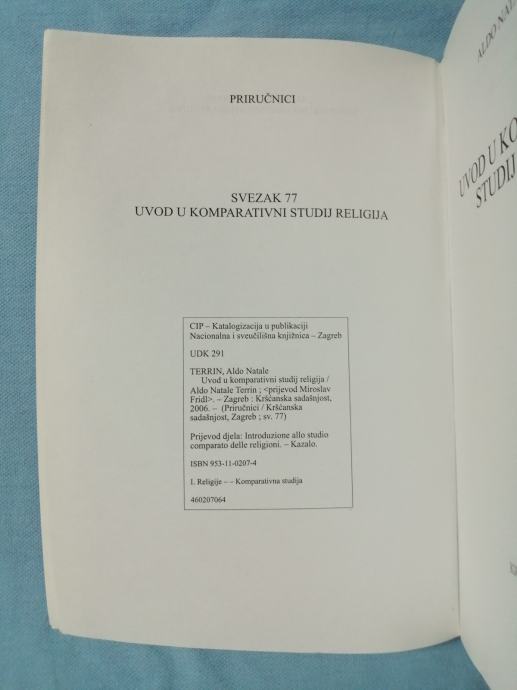 PRIRUČNICI
SVEZAK 77
UVOD U KOMPARATIVNI STUDIJ RELIGIJA
CIP – Katalogizacija u publikaciji
Nacionalna i sveučilišna knjižnica – Zagreb
UDK 291
TERRIN, Aldo Natale
Uvod u komparativni studij religija /
Aldo Natale Terrin ; <prijevod Miroslav
Fridl>. – Zagreb : Kršćanska sadašnjost,
2006. – (Priručnici / Kršćanska
sadašnjost, Zagreb ; sv. 77)
Prijevod djela: Introduzione allo studio
comparato delle religioni. – Kazalo.
ISBN 953-11-0207-4
I. Religije – – Komparativna studija
460207064
ALDO
UVOD U
STUDIJ